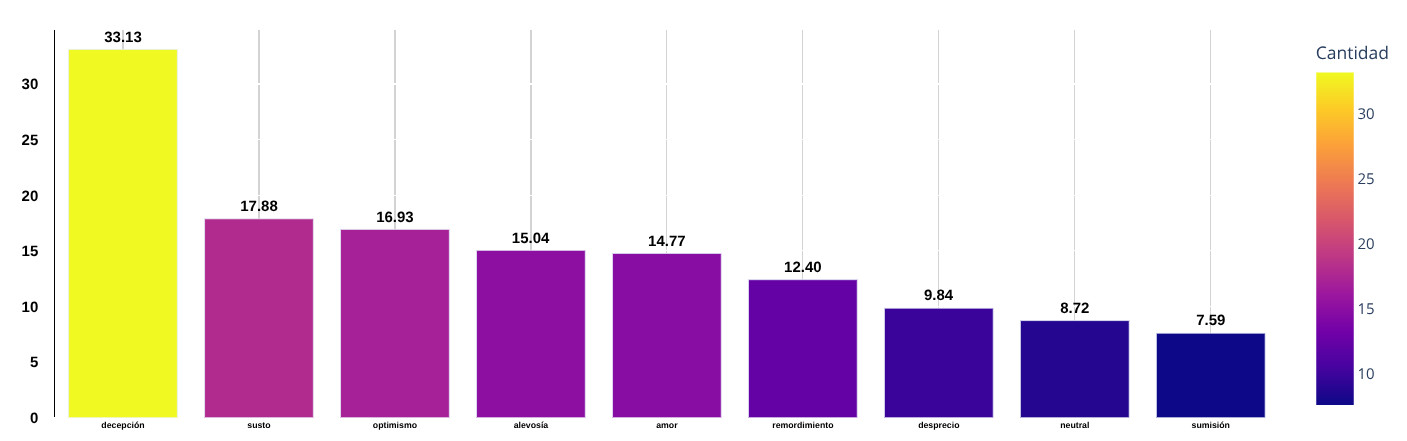 33.13
17.88
16.93
15.04
14.77
12.40
9.84
8.72
7.59
30
25
20
15
10
5
0
decepción
susto
optimismo
alevosía
amor
remordimiento
desprecio
neutral
sumisión
Cantidad
30
25
20
15
10